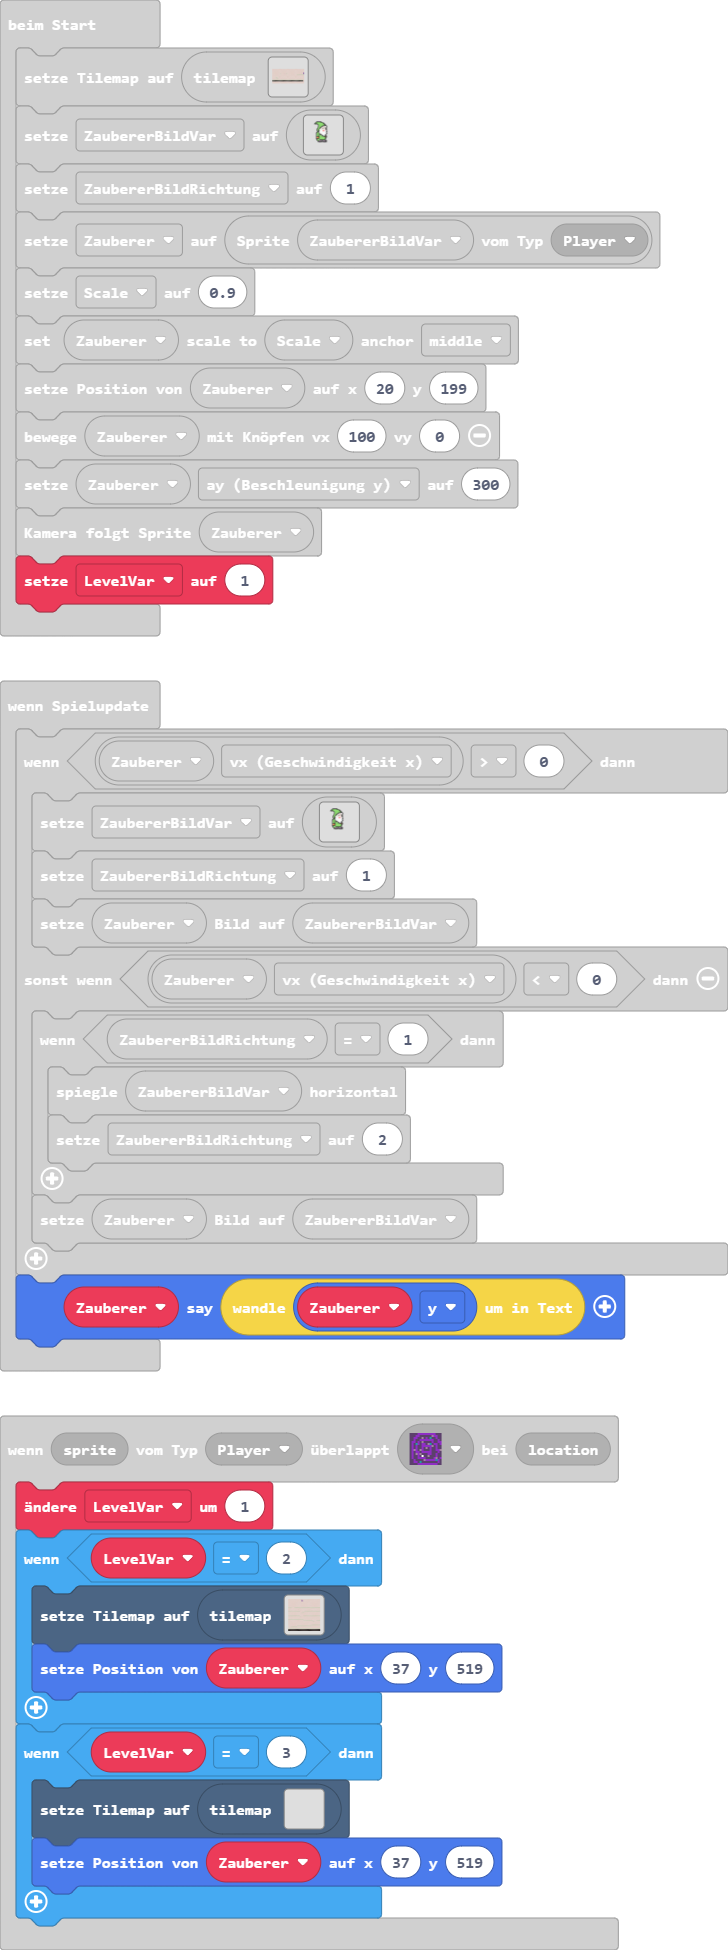 beim Start
setze Tilemap auf tilemap
setze ZaubererBildVar auf
setze ZaubererBildRichtung auf 1
setze Zauberer auf Sprite ZaubererBildVar vom Typ Player
setze Scale auf 0.9
set Zauberer scale to Scale anchor middle
setze Position von Zauberer auf x 20 y 199
bewege Zauberer mit Knöpfen vx 100 vy 0
setze Zauberer ay (Beschleunigung y) auf 300
Kamera folgt Sprite Zauberer
setze LevelVar auf 1
wenn Spielupdate
wenn Zauberer vx (Geschwindigkeit x) > 0 dann
setze ZaubererBildVar auf
setze ZaubererBildRichtung auf 1
setze Zauberer Bild auf ZaubererBildVar
sonst wenn Zauberer vx (Geschwindigkeit x) < 0 dann
wenn ZaubererBildRichtung = 1 dann
spiegle ZaubererBildVar horizontal
setze ZaubererBildRichtung auf 2
setze Zauberer Bild auf ZaubererBildVar
Zauberer say wandle Zauberer y um in Text
wenn sprite vom Typ Player überlappt bei location
ändere LevelVar um 1
wenn LevelVar = 2 dann
setze Tilemap auf tilemap
setze Position von Zauberer auf x 37 y 519
wenn LevelVar = 3 dann
setze Tilemap auf tilemap
setze Position von Zauberer auf x 37 y 519